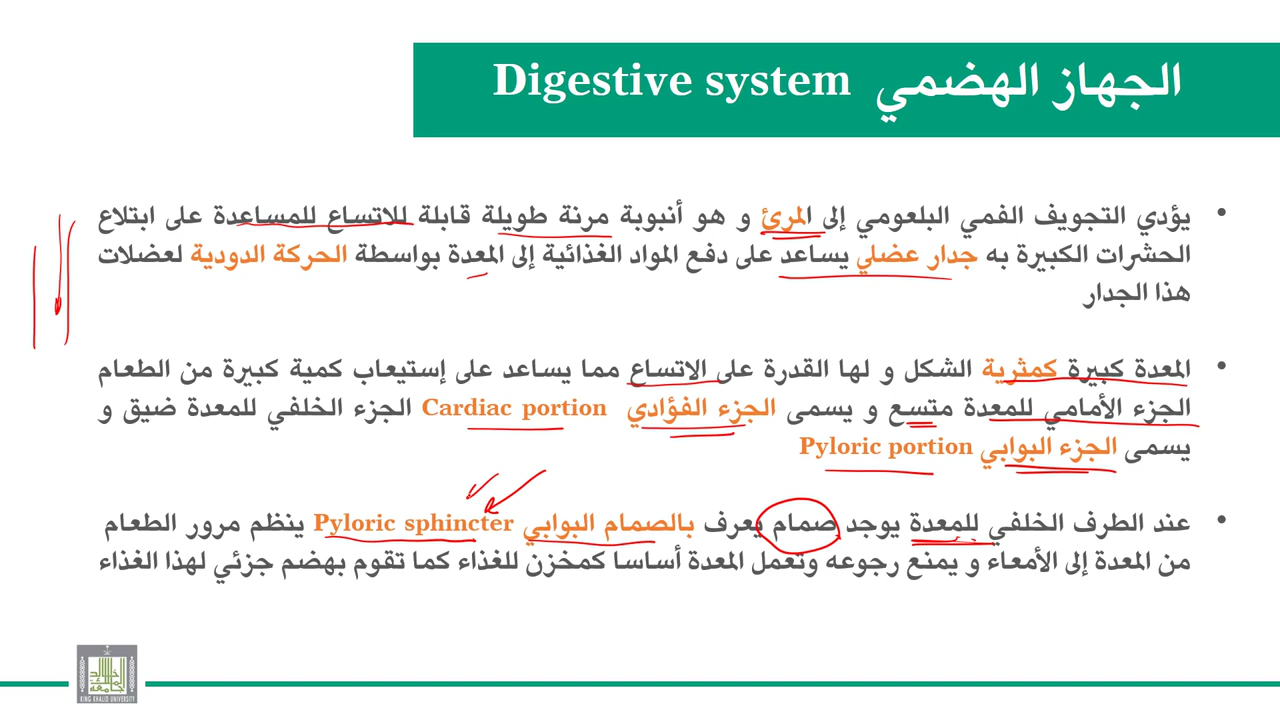 الجهاز الهضمي Digestive system
• يؤدي التجويف الفمي البلعومي إلى المرئ و هو أنبوبة مرنة طويلة قابلة للاتساع للمساعدة على ابتلاع
الحشرات الكبيرة به جدار عضلي يساعد على دفع المواد الغذائية إلى المعدة بواسطة الحركة الدودية لعضلات
هذا الجدار
• المعدة كبيرة كمثرية الشكل و لها القدرة على الاتساع مما يساعد على إستيعاب كمية كبيرة من الطعام
الجزء الأمامي للمعدة متسع و يسمى الجزء الفؤادي Cardiac portion الجزء الخلفي للمعدة ضيق و
يسمى الجزء البوابي Pyloric portion
• عند الطرف الخلفي للمعدة يوجد صمام يعرف بالصمام البوابي Pyloric sphincter ينظم مرور الطعام
من المعدة إلى الأمعاء و يمنع رجوعه وتعمل المعدة أساسا كمخزن للغذاء كما تقوم بهضم جزئي لهذا الغذاء
KING KHALID UNIVERSITY